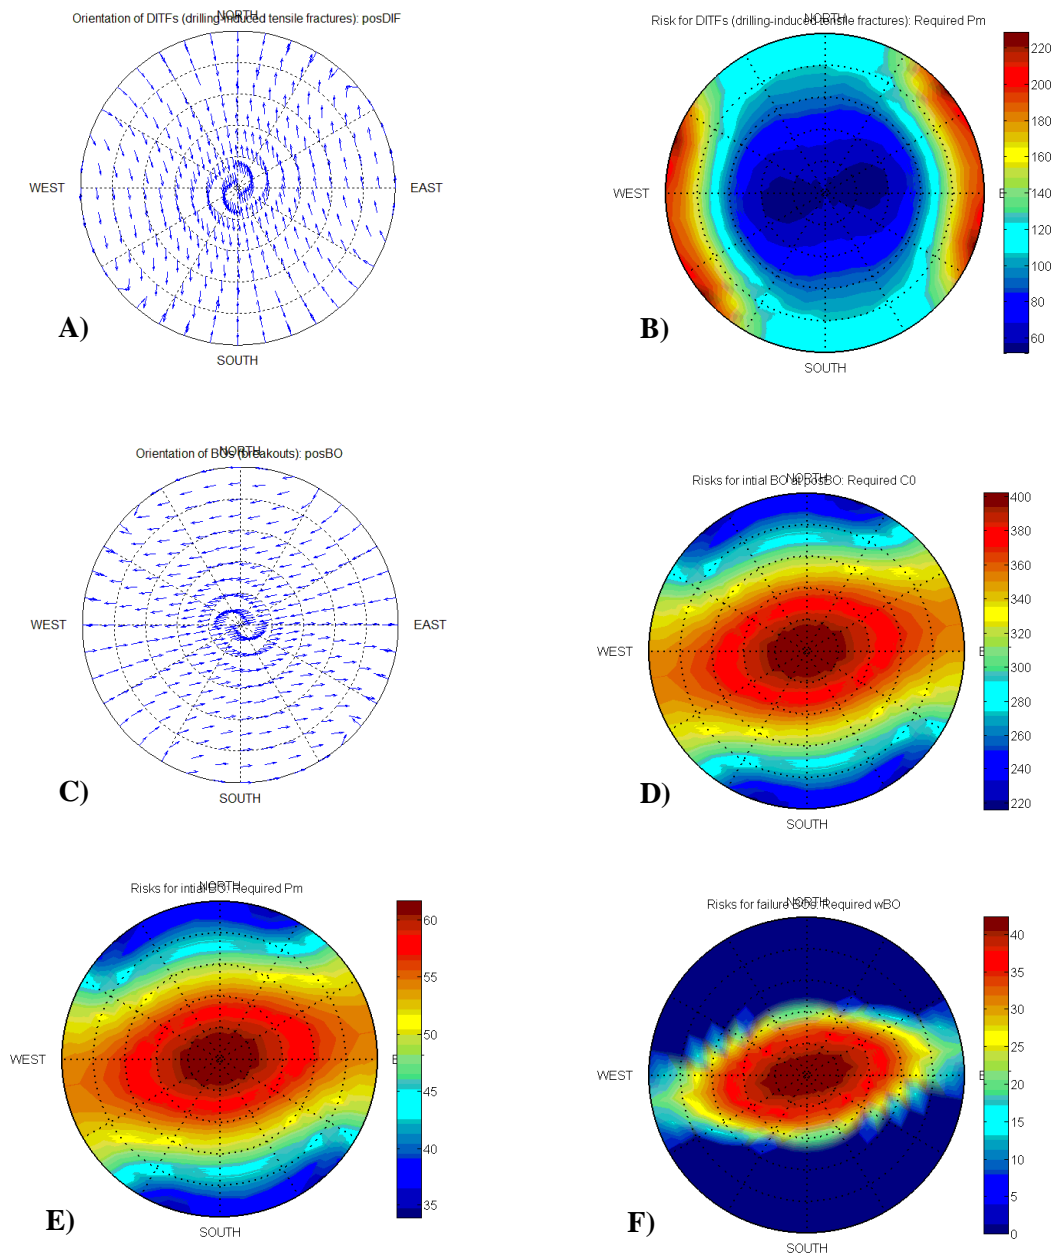 Orientation of DITFs (drilling-induced tensile fractures): posDIF
NORTH
WEST
EAST
SOUTH
A)
Risk for DITFs (drilling-induced tensile fractures): Required Pm
NORTH
WEST
E
SOUTH
B)
220
200
180
160
140
120
100
80
60
Orientation of BOs (breakouts): posBO
NORTH
WEST
EAST
SOUTH
C)
Risks for intial BO at posBO: Required C0
NORTH
WEST
E
SOUTH
D)
400
380
360
340
320
300
280
260
240
220
Risks for intial BO: Required Pm
NORTH
WEST
E
SOUTH
E)
60
55
50
45
40
35
Risks for failure BOs: Required wBO
NORTH
WEST
E
SOUTH
F)
40
35
30
25
20
15
10
5
0